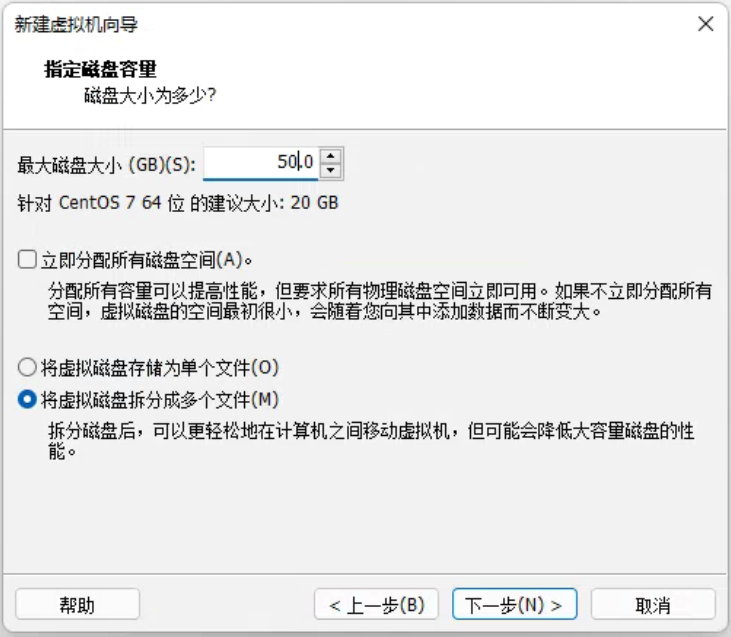 新建虚拟机向导
指定磁盘容量
磁盘大小为多少?
最大磁盘大小 (GB)(S): 50.0
针对 CentOS 7 64 位 的建议大小: 20 GB
立即分配所有磁盘空间(A)。
分配所有容量可以提高性能，但要求所有物理磁盘空间立即可用。如果不立即分配所有
空间，虚拟磁盘的空间最初很小，会随着您向其中添加数据而不断变大。
将虚拟磁盘存储为单个文件(O)
将虚拟磁盘拆分成多个文件(M)
拆分磁盘后，可以更轻松地在计算机之间移动虚拟机，但可能会降低大容量磁盘的性
能。
帮助 < 上一步(B) 下一步(N) > 取消